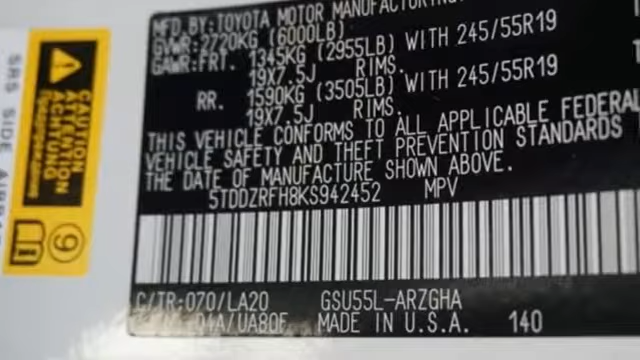 MFD.BY:TOYOTA MOTOR MANUFACTURING
GVWR:2720KG (6000LB)
GAWR:FRT. 1345KG (2955LB) WITH 245/55R19
19X7.5J RIMS.
RR. 1590KG (3505LB) WITH 245/55R19
19X7.5J RIMS.
THIS VEHICLE CONFORMS TO ALL APPLICABLE FEDERAL
VEHICLE SAFETY AND THEFT PREVENTION STANDARDS
THE DATE OF MANUFACTURE SHOWN ABOVE.
5TDDZRFH8KS942452 MPV
C/TR:070/LA20 GSU55L-ARZGHA
04A/UA80F MADE IN U.S.A. 140
SRS SIDE
CAUTION
ATTENTION
ACHTUNG
9